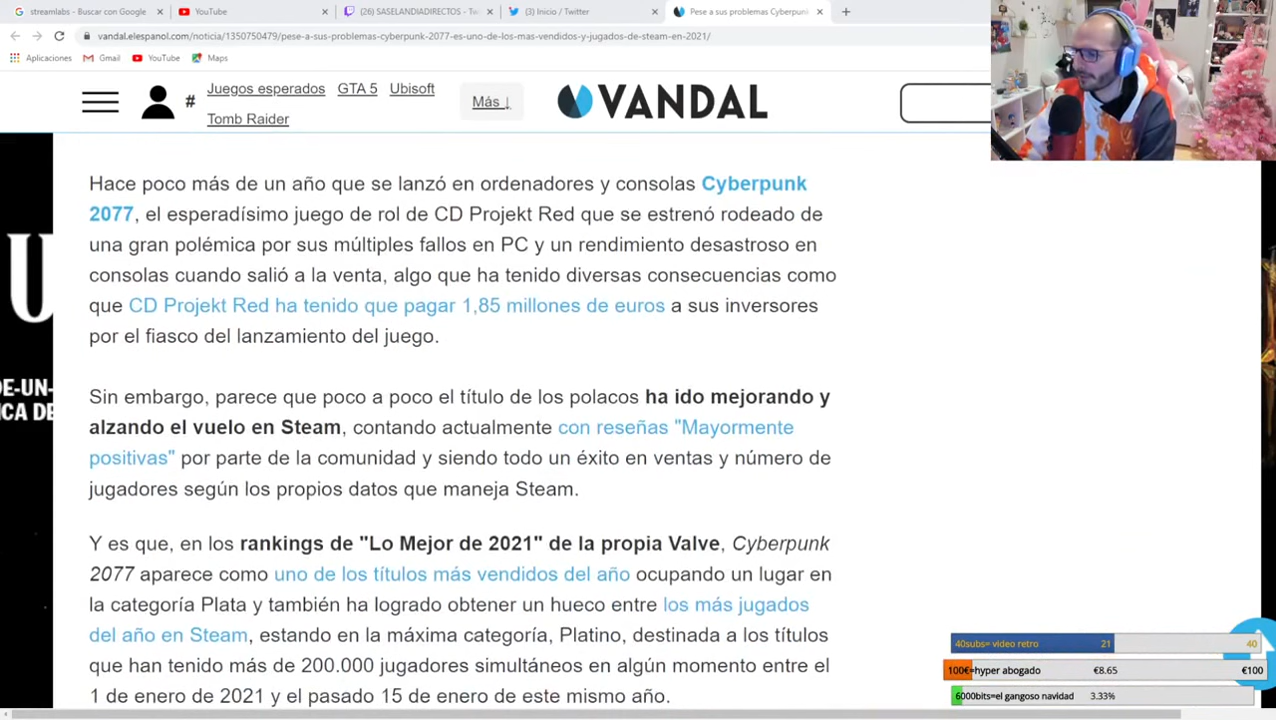 streamlabs - Buscar con Google
YouTube
(26) SASELANDIADIRECTOS - Tw
(3) Inicio / Twitter
Pese a sus problemas Cyberpunk
vandal.elespanol.com/noticia/1350750479/pese-a-sus-problemas-cyberpunk-2077-es-uno-de-los-mas-vendidos-y-jugados-de-steam-en-2021/
Aplicaciones
Gmail
YouTube
Maps
# Juegos esperados GTA 5 Ubisoft
Tomb Raider
Más ↓
VANDAL
Hace poco más de un año que se lanzó en ordenadores y consolas Cyberpunk
2077, el esperadísimo juego de rol de CD Projekt Red que se estrenó rodeado de
una gran polémica por sus múltiples fallos en PC y un rendimiento desastroso en
consolas cuando salió a la venta, algo que ha tenido diversas consecuencias como
que CD Projekt Red ha tenido que pagar 1,85 millones de euros a sus inversores
por el fiasco del lanzamiento del juego.
Sin embargo, parece que poco a poco el título de los polacos ha ido mejorando y
alzando el vuelo en Steam, contando actualmente con reseñas "Mayormente
positivas" por parte de la comunidad y siendo todo un éxito en ventas y número de
jugadores según los propios datos que maneja Steam.
Y es que, en los rankings de "Lo Mejor de 2021" de la propia Valve, Cyberpunk
2077 aparece como uno de los títulos más vendidos del año ocupando un lugar en
la categoría Plata y también ha logrado obtener un hueco entre los más jugados
del año en Steam, estando en la máxima categoría, Platino, destinada a los títulos
que han tenido más de 200.000 jugadores simultáneos en algún momento entre el
1 de enero de 2021 y el pasado 15 de enero de este mismo año.
U
DE-UN-
ICA DE
40subs= video retro 21 40
100€=hyper abogado €8.65 €100
6000bits=el gangoso navidad 3.33%